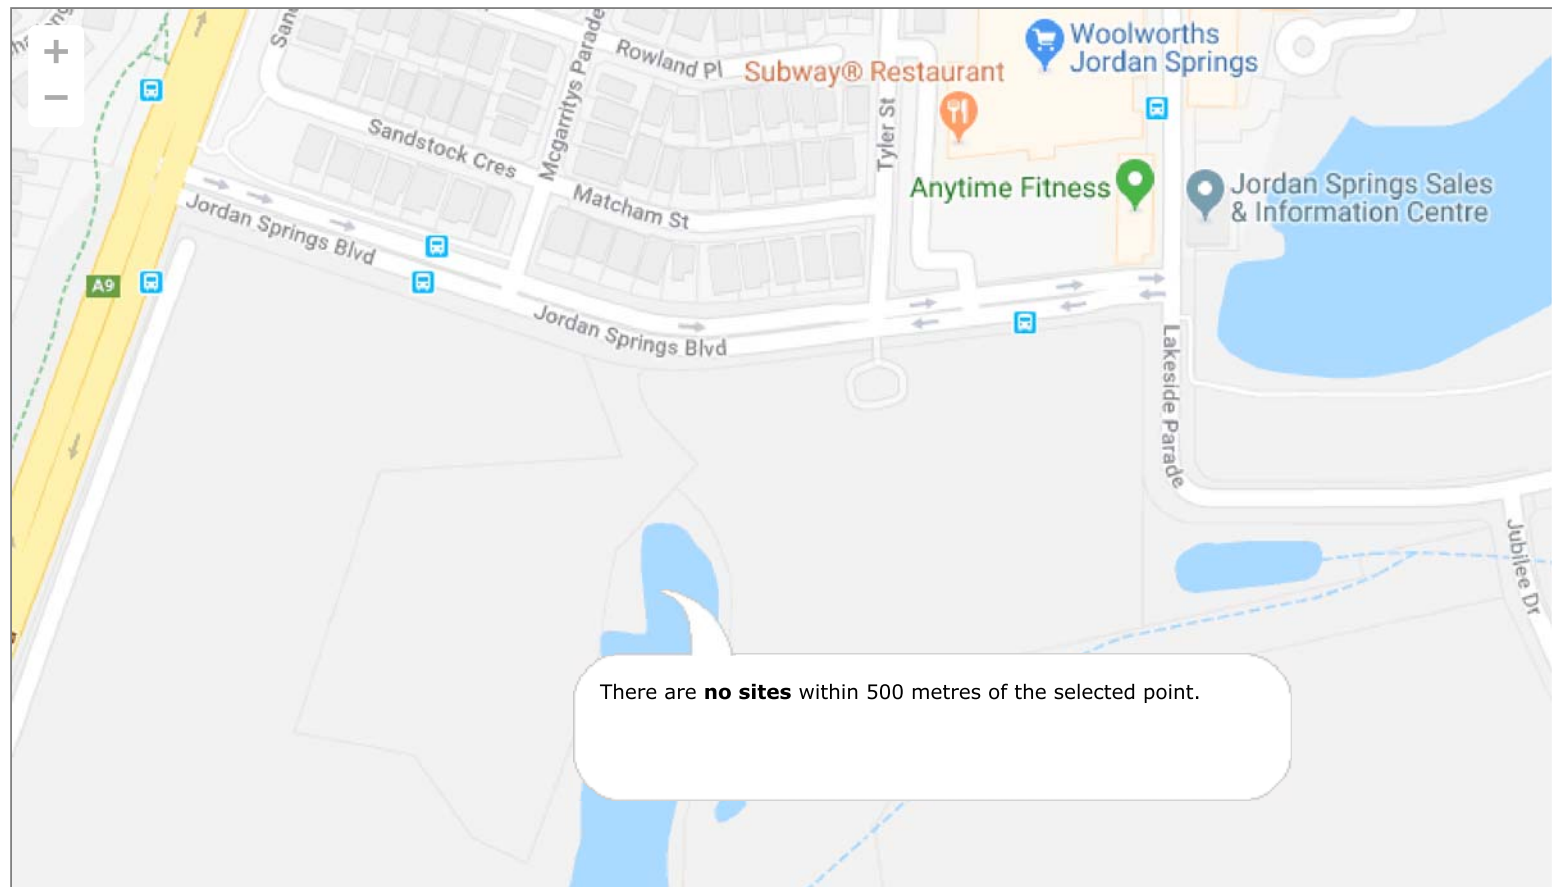 +
−
Sand
Mcgarritys Parade
Rowland Pl
Subway® Restaurant
Woolworths
Jordan Springs
Sandstock Cres
Tyler St
Matcham St
Anytime Fitness
Jordan Springs Sales
& Information Centre
Jordan Springs Blvd
A9
Jordan Springs Blvd
Lakeside Parade
Jubilee Dr
There are no sites within 500 metres of the selected point.